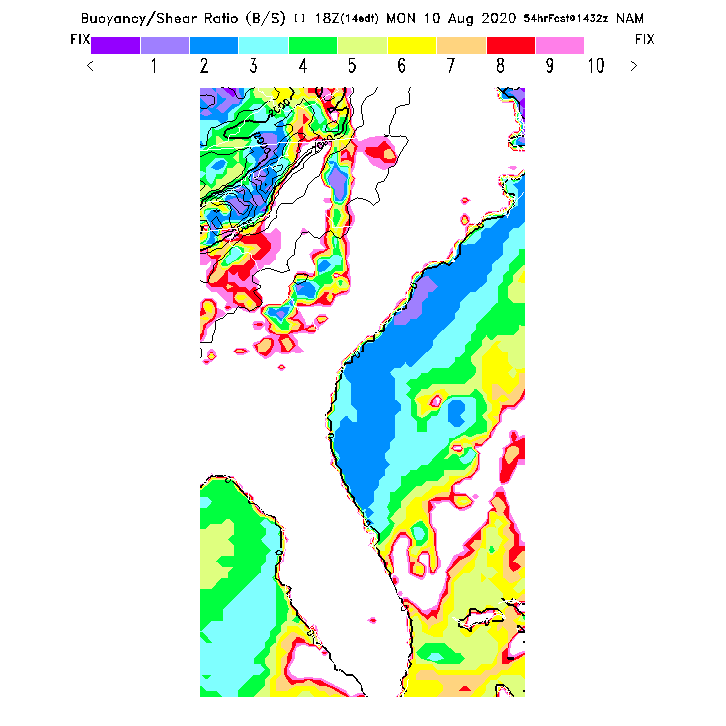 Buoyancy/Shear Ratio (B/S) [] 18Z(14edt) MON 10 Aug 2020 54hrFcst@1432z NAM
FIX FIX
< 1 2 3 4 5 6 7 8 9 10 >
2000